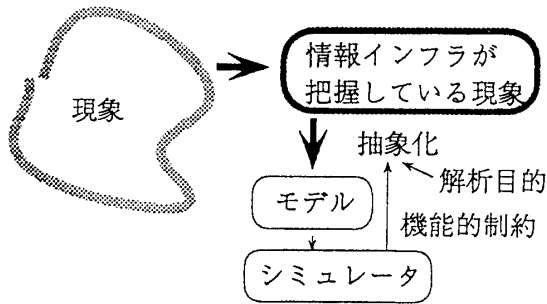 現象
情報インフラが
把握している現象
抽象化
解析目的
モデル
機能的制約
シミュレータ